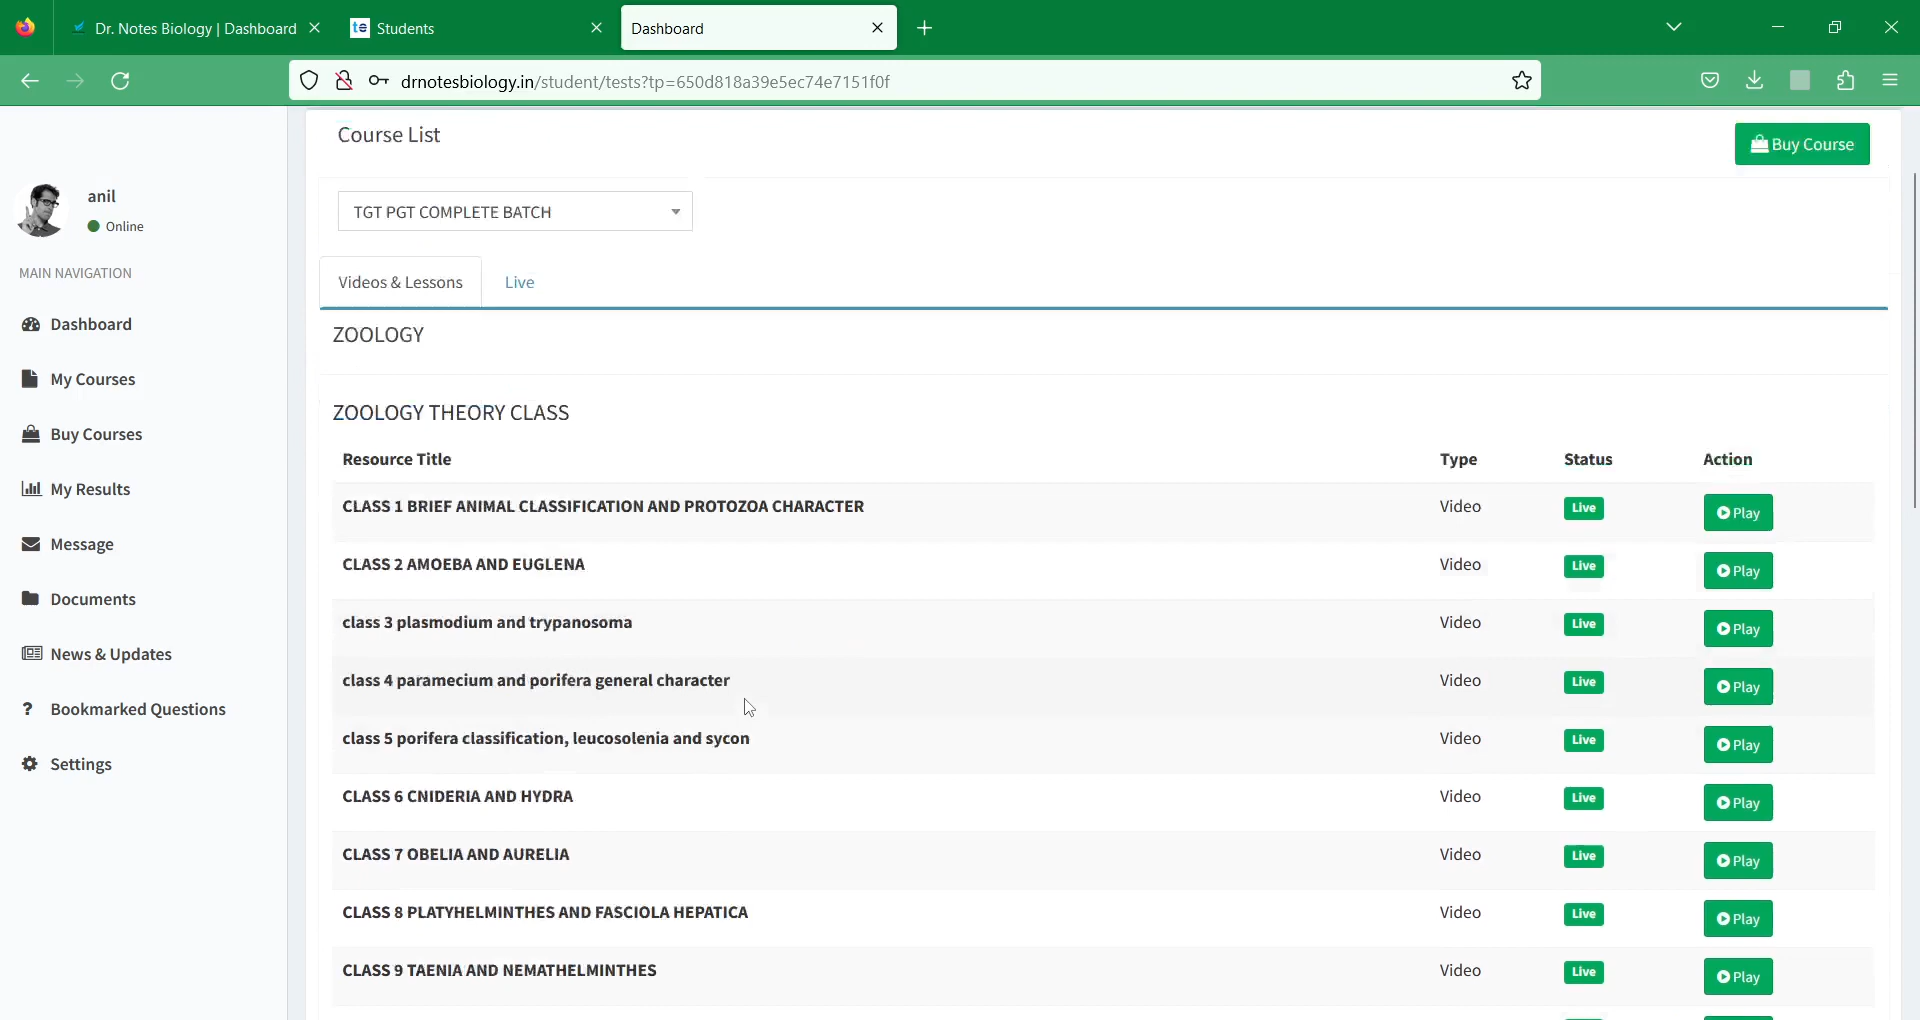 Dr. Notes Biology | Dashboard
te Students
Dashboard
drnotesbiology.in/student/tests?tp=650d818a39e5ec74e7151f0f
Course List
Buy Course
anil
Online
TGT PGT COMPLETE BATCH
MAIN NAVIGATION
Videos & Lessons
Live
Dashboard
My Courses
Buy Courses
My Results
Message
Documents
News & Updates
? Bookmarked Questions
Settings
ZOOLOGY
ZOOLOGY THEORY CLASS
Resource Title Type Status Action
CLASS 1 BRIEF ANIMAL CLASSIFICATION AND PROTOZOA CHARACTER Video Live Play
CLASS 2 AMOEBA AND EUGLENA Video Live Play
class 3 plasmodium and trypanosoma Video Live Play
class 4 paramecium and porifera general character Video Live Play
class 5 porifera classification, leucosolenia and sycon Video Live Play
CLASS 6 CNIDERIA AND HYDRA Video Live Play
CLASS 7 OBELIA AND AURELIA Video Live Play
CLASS 8 PLATYHELMINTHES AND FASCIOLA HEPATICA Video Live Play
CLASS 9 TAENIA AND NEMATHELMINTHES Video Live Play